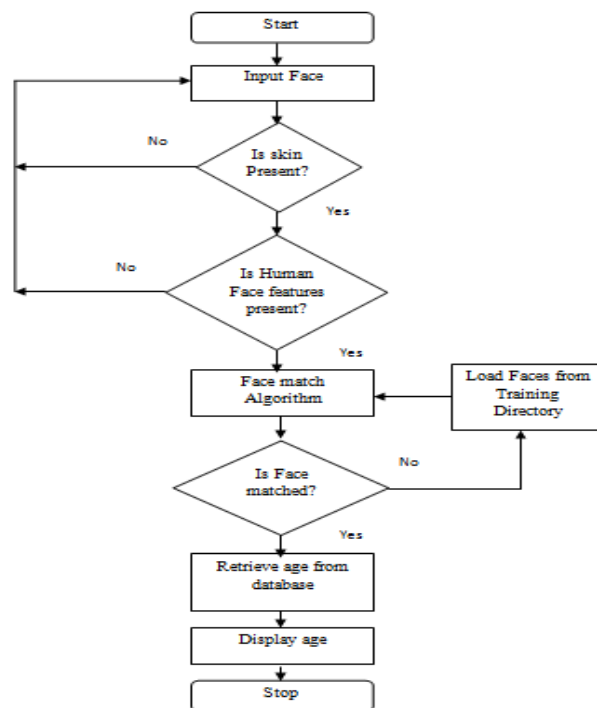 Start
Input Face
No
Is skin
Present?
Yes
No
Is Human
Face features
present?
Yes
Face match
Algorithm
Load Faces from
Training
Directory
Is Face
matched?
No
Yes
Retrieve age from
database
Display age
Stop